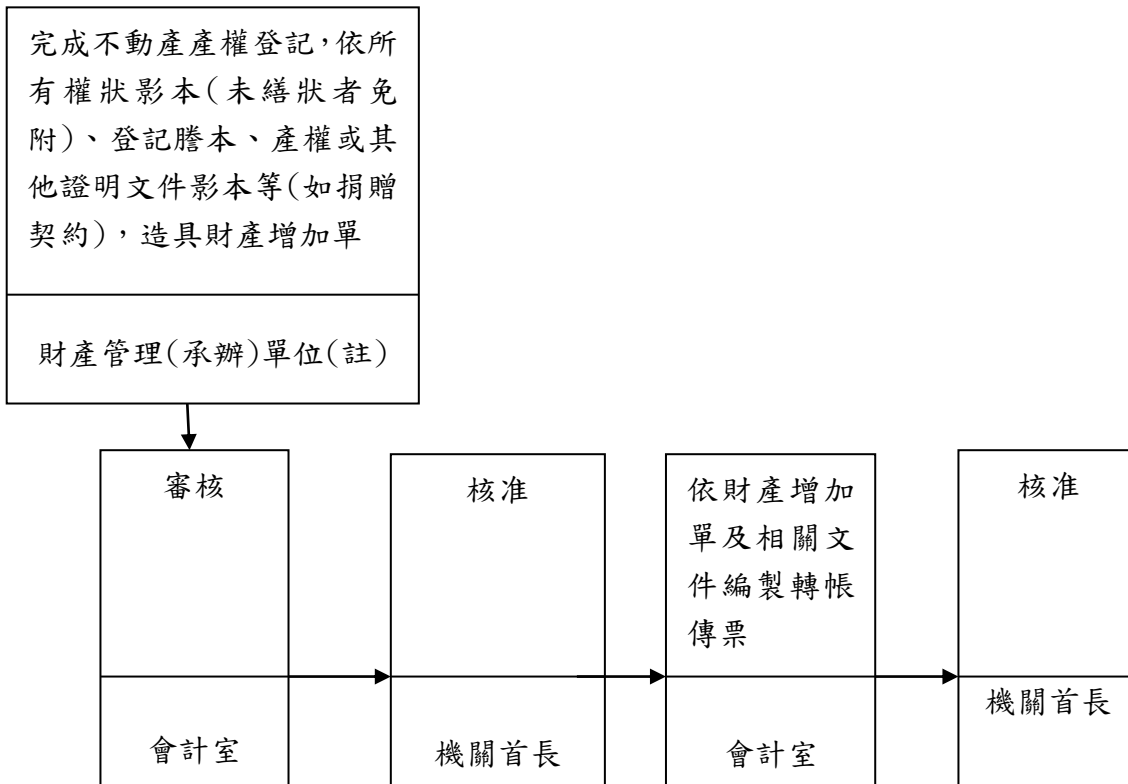 完成不動產產權登記，依所
有權狀影本(未繕狀者免
附)、登記謄本、產權或其
他證明文件影本等(如捐贈
契約)，造具財產增加單
財產管理(承辦)單位(註)
審核
會計室
核准
機關首長
依財產增加
單及相關文
件編製轉帳
傳票
會計室
核准
機關首長